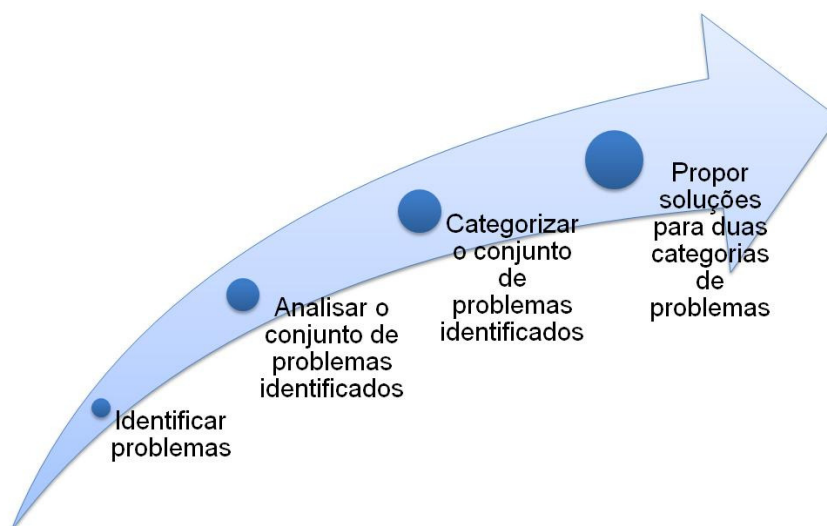 Identificar
problemas
Analisar o
conjunto de
problemas
identificados
Categorizar
o conjunto
de
problemas
identificados
Propor
soluções
para duas
categorias
de
problemas